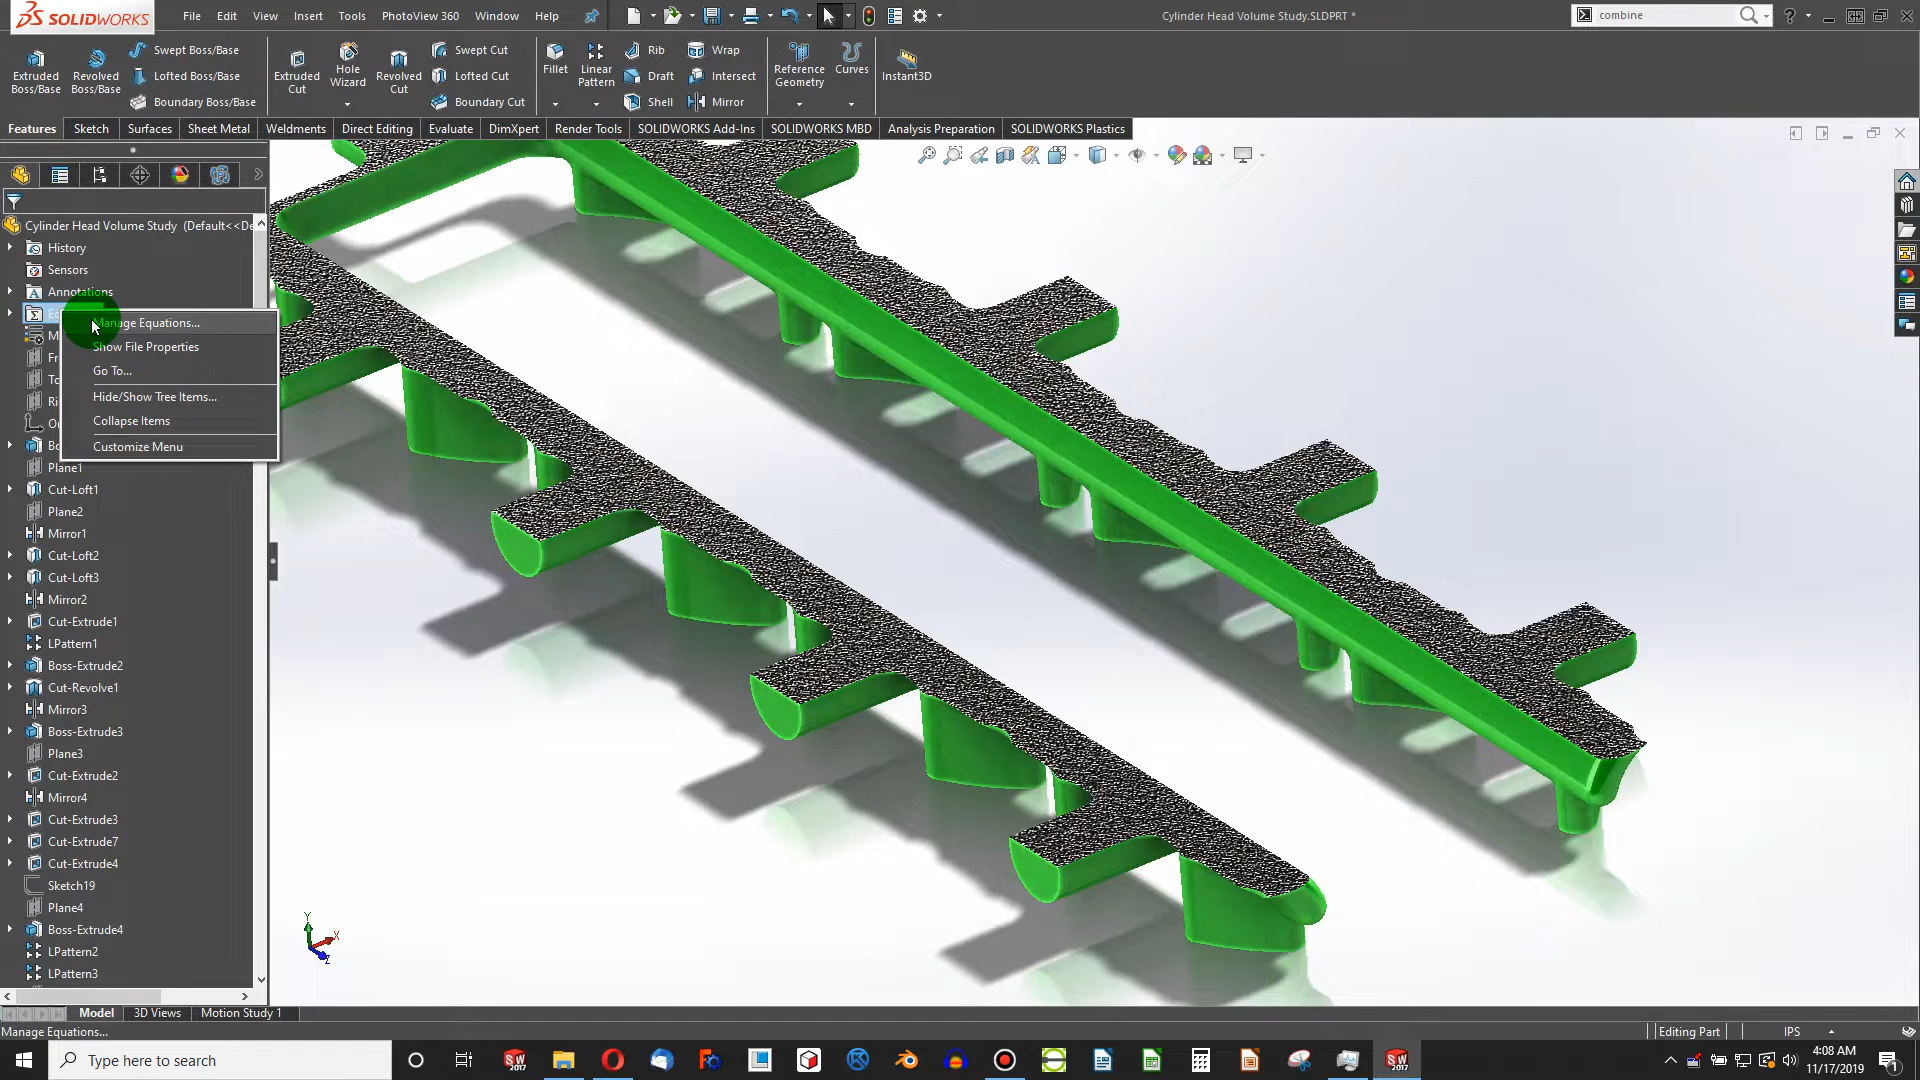 SOLIDWORKS
File Edit View Insert Tools PhotoView 360 Window Help
Cylinder Head Volume Study.SLDPRT *
combine
Extruded Boss/Base
Revolved Boss/Base
Swept Boss/Base
Lofted Boss/Base
Boundary Boss/Base
Extruded Cut
Hole Wizard
Revolved Cut
Swept Cut
Lofted Cut
Boundary Cut
Fillet
Linear Pattern
Rib
Draft
Shell
Wrap
Intersect
Mirror
Reference Geometry
Curves
Instant3D
Features Sketch Surfaces Sheet Metal Weldments Direct Editing Evaluate DimXpert Render Tools SOLIDWORKS Add-Ins SOLIDWORKS MBD Analysis Preparation SOLIDWORKS Plastics
Cylinder Head Volume Study (Default<<De
History
Sensors
Annotations
Manage Equations...
Show File Properties
Go To...
Hide/Show Tree Items...
Collapse Items
Customize Menu
Plane1
Cut-Loft1
Plane2
Mirror1
Cut-Loft2
Cut-Loft3
Mirror2
Cut-Extrude1
LPattern1
Boss-Extrude2
Cut-Revolve1
Mirror3
Boss-Extrude3
Plane3
Cut-Extrude2
Mirror4
Cut-Extrude3
Cut-Extrude7
Cut-Extrude4
Sketch19
Plane4
Boss-Extrude4
LPattern2
LPattern3
Y
X
Z
Model 3D Views Motion Study 1
Manage Equations...
Editing Part IPS
Type here to search
SW 2017
SW 2017
4:08 AM
11/17/2019
1